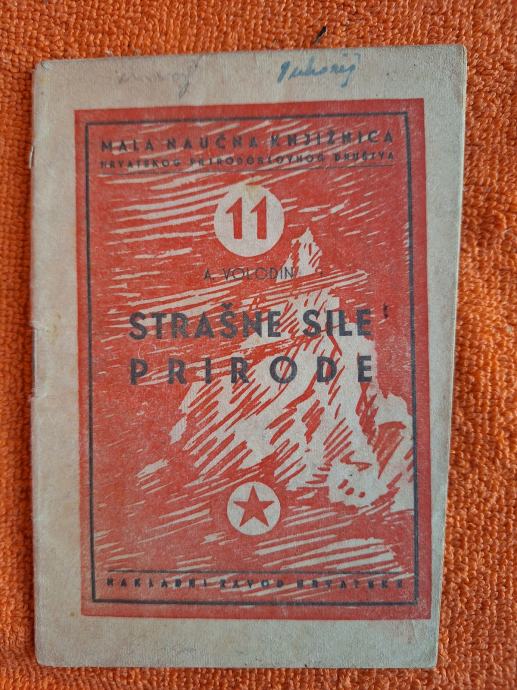 MALA NAUČNA KNJIŽNICA
HRVATSKOG PRIRODOSLOVNOG DRUŠTVA
11
A. VOLODIN
STRAŠNE SILE
PRIRODE
NAKLADNI ZAVOD HRVATSKE